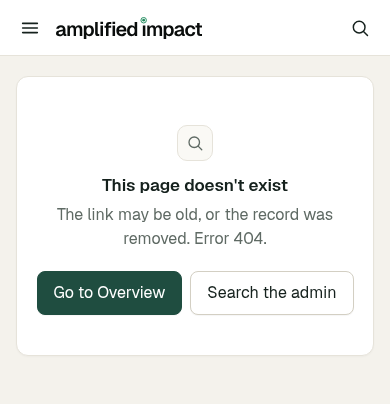 amplified impact
This page doesn't exist
The link may be old, or the record was
removed. Error 404.
Go to Overview
Search the admin